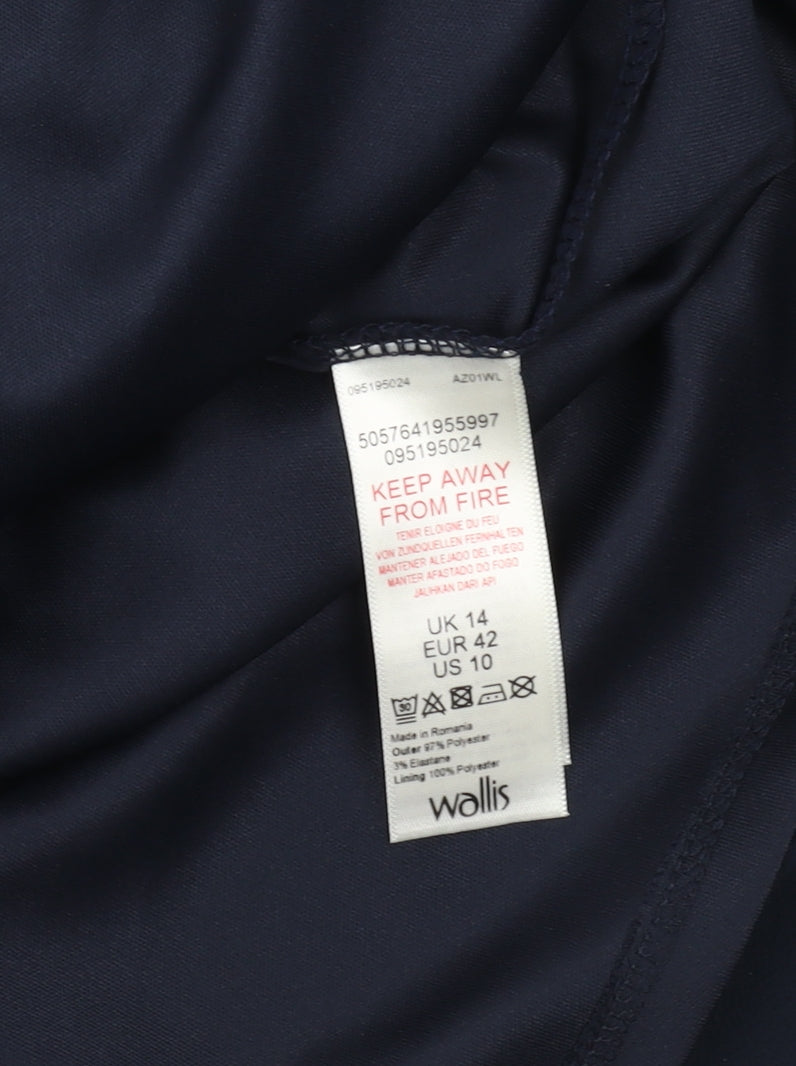 095195024 AZ01WL
5057641955997
095195024
KEEP AWAY
FROM FIRE
TENIR ELOIGNE DU FEU
VON ZUNDQUELLEN FERNHALTEN
MANTENER ALEJADO DEL FUEGO
MANTER AFASTADO DO FOGO
JAUHKAN DARI API
UK 14
EUR 42
US 10
30
Made in Romania
Outer 97% Polyester
3% Elastane
Lining 100% Polyester
wallis